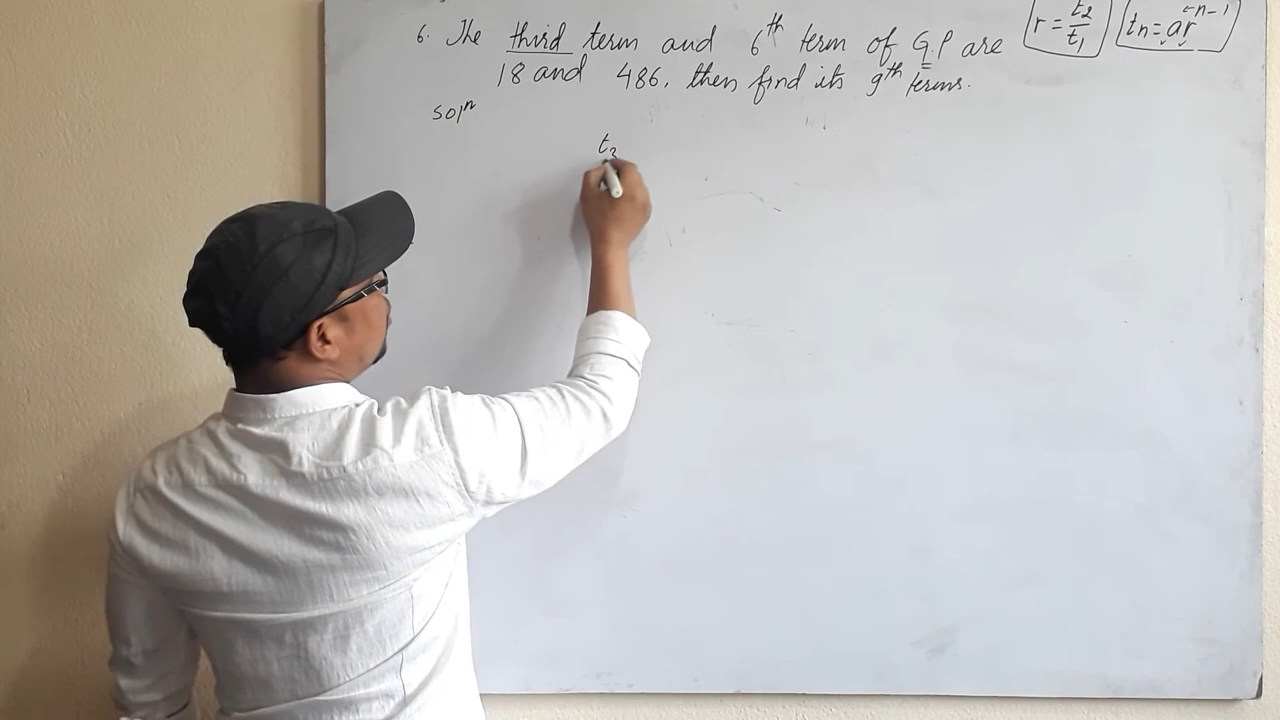 6. The third term and 6th term of G.P are
18 and 486, then find its 9th terms.
r = t2/t1
tn = ar^n-1
solⁿ
t3